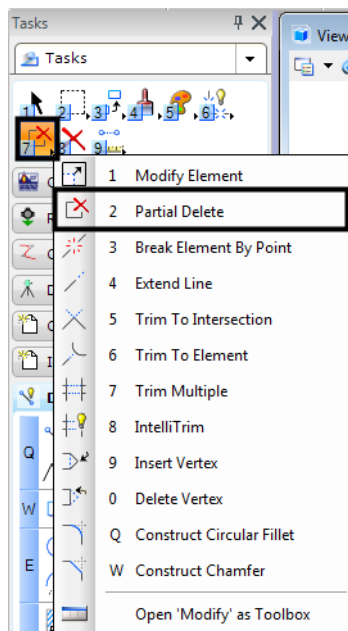 Tasks
View
Tasks
1 2 3 4 5 6
7 8 9
1 Modify Element
2 Partial Delete
3 Break Element By Point
4 Extend Line
5 Trim To Intersection
6 Trim To Element
7 Trim Multiple
8 IntelliTrim
9 Insert Vertex
0 Delete Vertex
Q Construct Circular Fillet
W Construct Chamfer
Open 'Modify' as Toolbox
Q
W
E